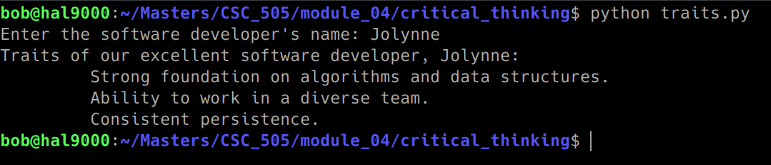 bob@hal9000:~/Masters/CSC_505/module_04/critical_thinking$ python traits.py
Enter the software developer's name: Jolynne
Traits of our excellent software developer, Jolynne:
        Strong foundation on algorithms and data structures.
        Ability to work in a diverse team.
        Consistent persistence.
bob@hal9000:~/Masters/CSC_505/module_04/critical_thinking$